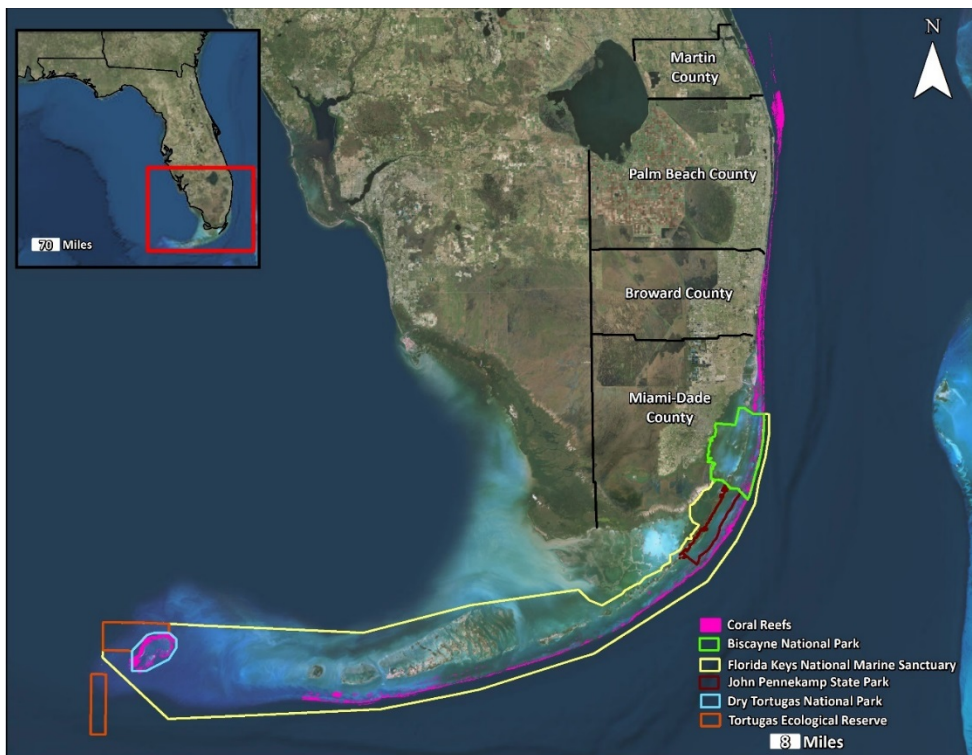 N
Martin
County
Palm Beach County
Broward County
Miami-Dade
County
70 Miles
Coral Reefs
Biscayne National Park
Florida Keys National Marine Sanctuary
John Pennekamp State Park
Dry Tortugas National Park
Tortugas Ecological Reserve
8 Miles